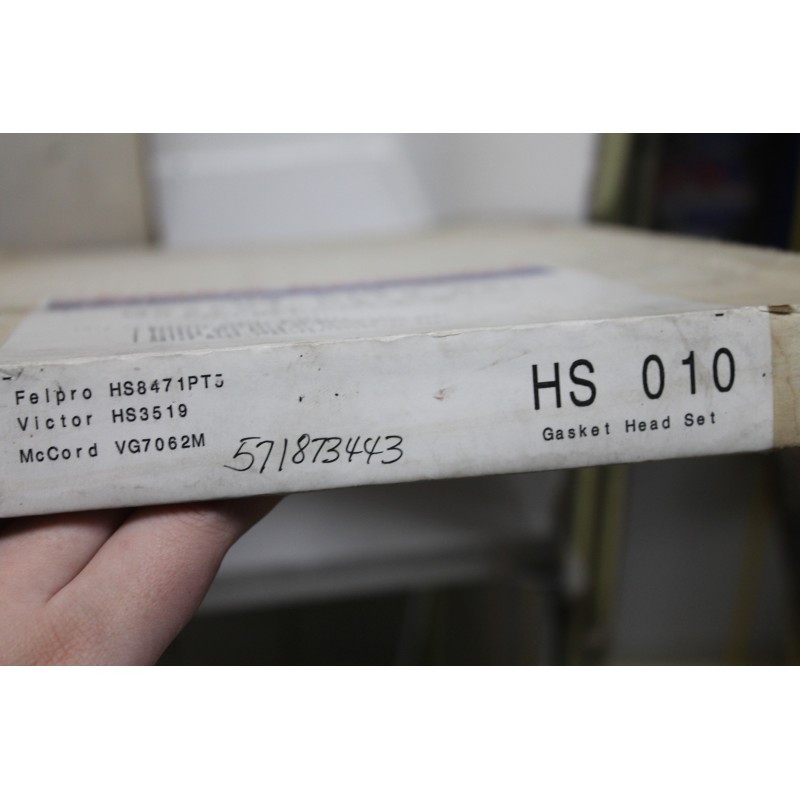 Felpro HS8471PT5
Victor HS3519
McCord VG7062M
571873443
HS 010
Gasket Head Set